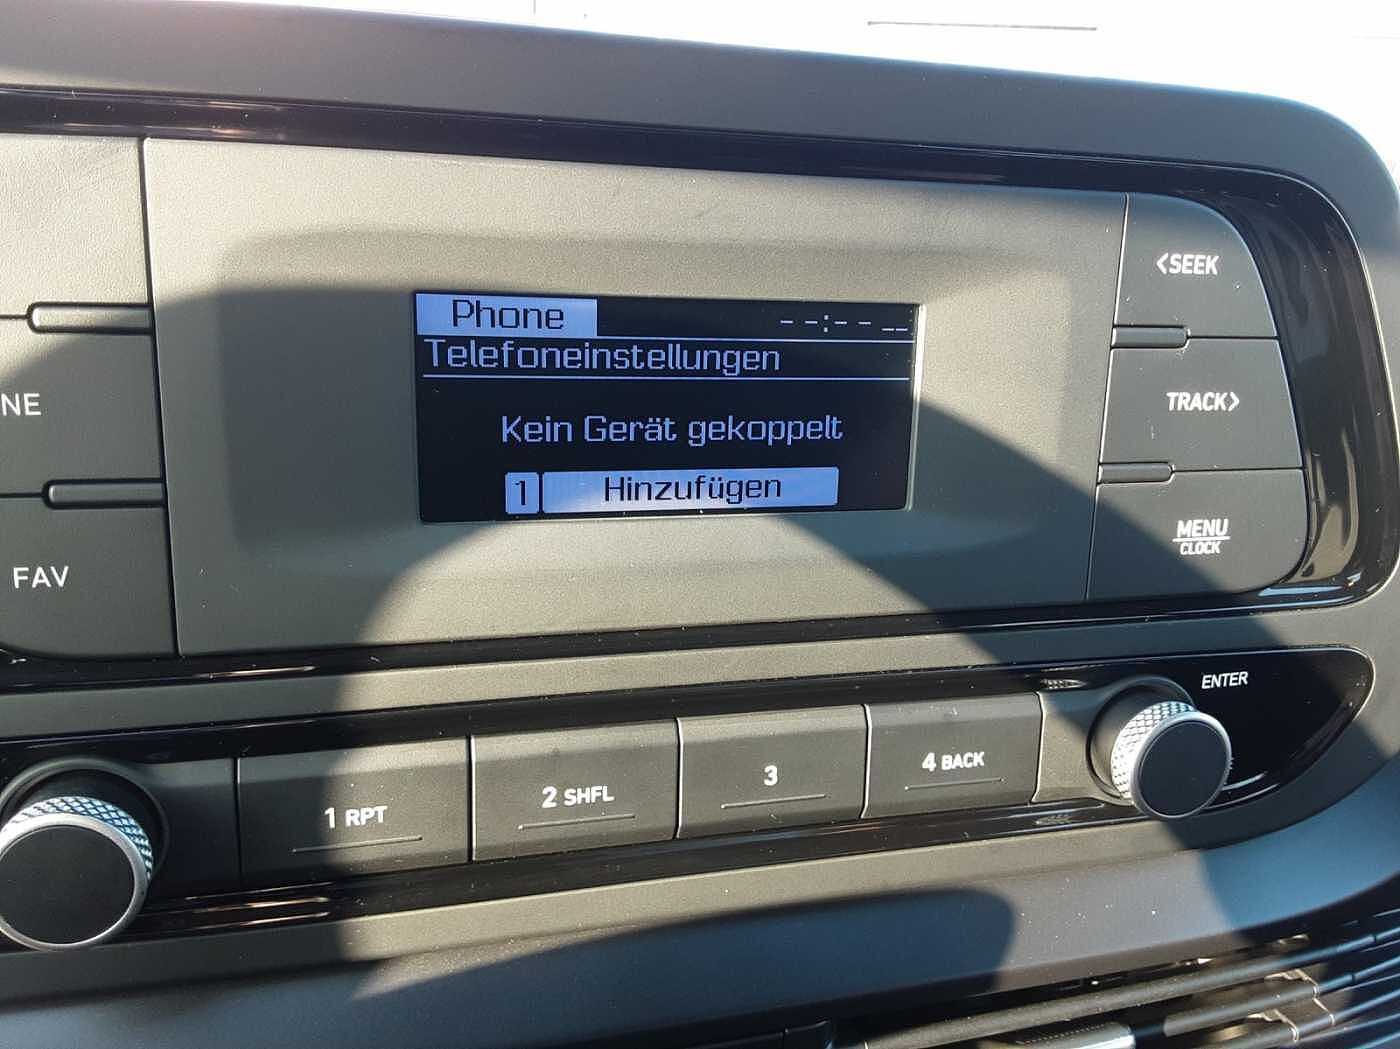 Phone
--:-- __
Telefoneinstellungen
Kein Gerät gekoppelt
1 Hinzufügen
<SEEK
TRACK>
MENU
CLOCK
NE
FAV
ENTER
1 RPT
2 SHFL
3
4 BACK